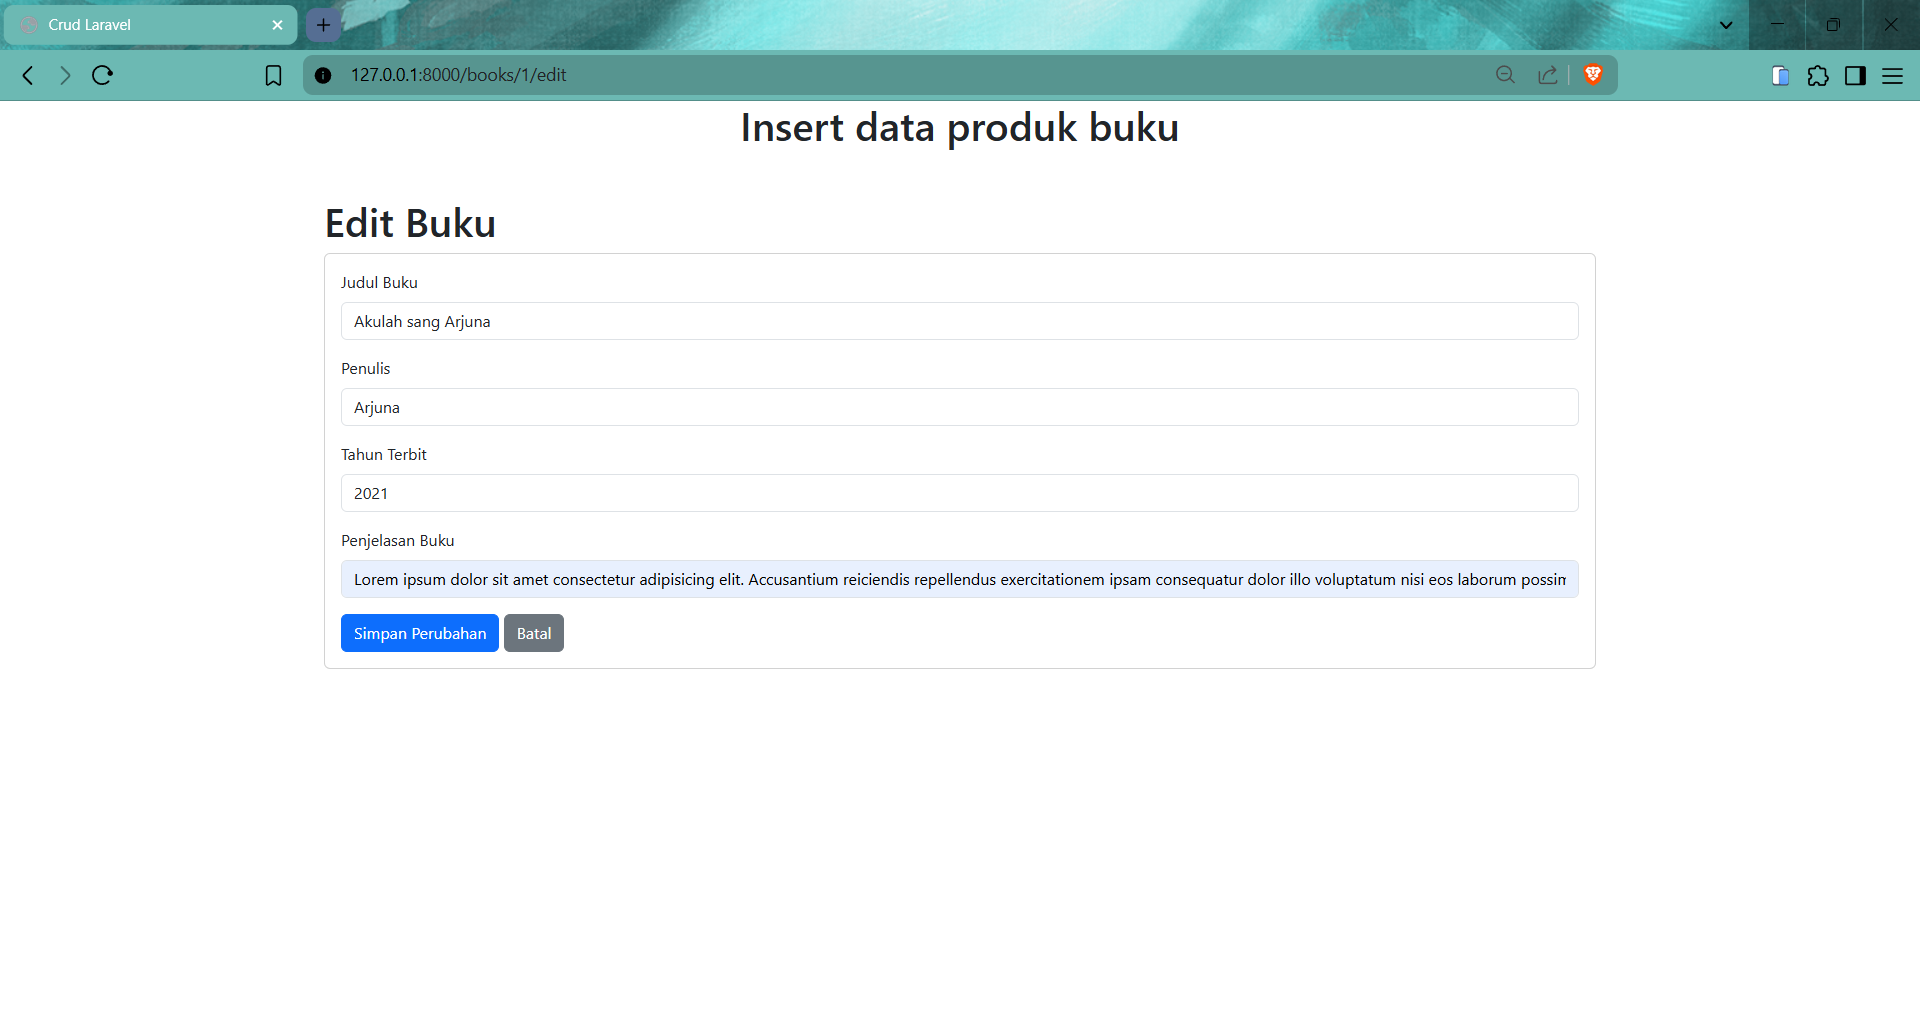 Crud Laravel
127.0.0.1:8000/books/1/edit
Insert data produk buku
Edit Buku
Judul Buku
Akulah sang Arjuna
Penulis
Arjuna
Tahun Terbit
2021
Penjelasan Buku
Lorem ipsum dolor sit amet consectetur adipisicing elit. Accusantium reiciendis repellendus exercitationem ipsam consequatur dolor illo voluptatum nisi eos laborum
Simpan Perubahan Batal